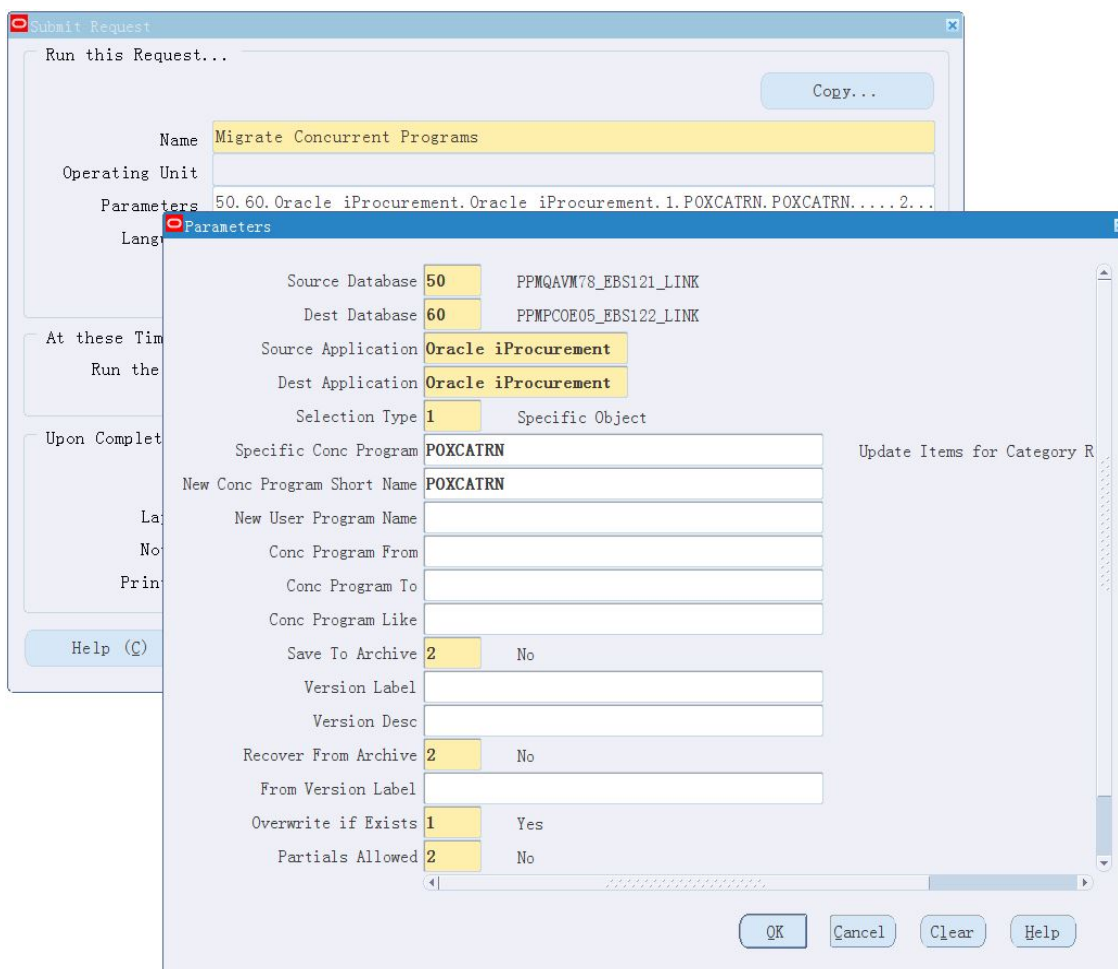 Submit Request
Run this Request...
Copy...
Name Migrate Concurrent Programs
Operating Unit
Parameters 50.60.Oracle iProcurement.Oracle iProcurement.1.POXCATRN.POXCATRN.....2...
Lang
At these Tim
Run the
Upon Complet
La
No
Prin
Help (C)
Parameters
Source Database 50 PPMQAVM78_EBS121_LINK
Dest Database 60 PPMPCOE05_EBS122_LINK
Source Application Oracle iProcurement
Dest Application Oracle iProcurement
Selection Type 1 Specific Object
Specific Conc Program POXCATRN Update Items for Category R
New Conc Program Short Name POXCATRN
New User Program Name
Conc Program From
Conc Program To
Conc Program Like
Save To Archive 2 No
Version Label
Version Desc
Recover From Archive 2 No
From Version Label
Overwrite if Exists 1 Yes
Partials Allowed 2 No
OK Cancel Clear Help